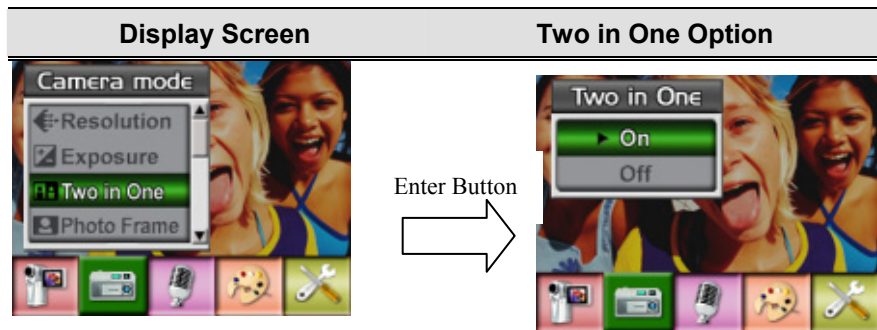 Display Screen
Two in One Option
Camera mode
Resolution
Exposure
Two in One
Photo Frame
Enter Button
Two in One
On
Off